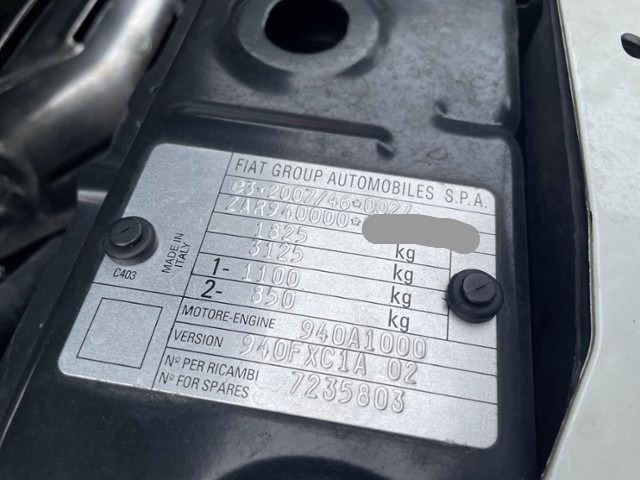 FIAT GROUP AUTOMOBILES S.P.A.
e3*2007/46*0027
ZAR940000*
1825 kg
3125 kg
1- 1100 kg
2- 850 kg
MADE IN
ITALY
C403
MOTORE-ENGINE 940A1000
VERSION 940FXC1A 02
Nº PER RICAMBI
Nº FOR SPARES 7235803